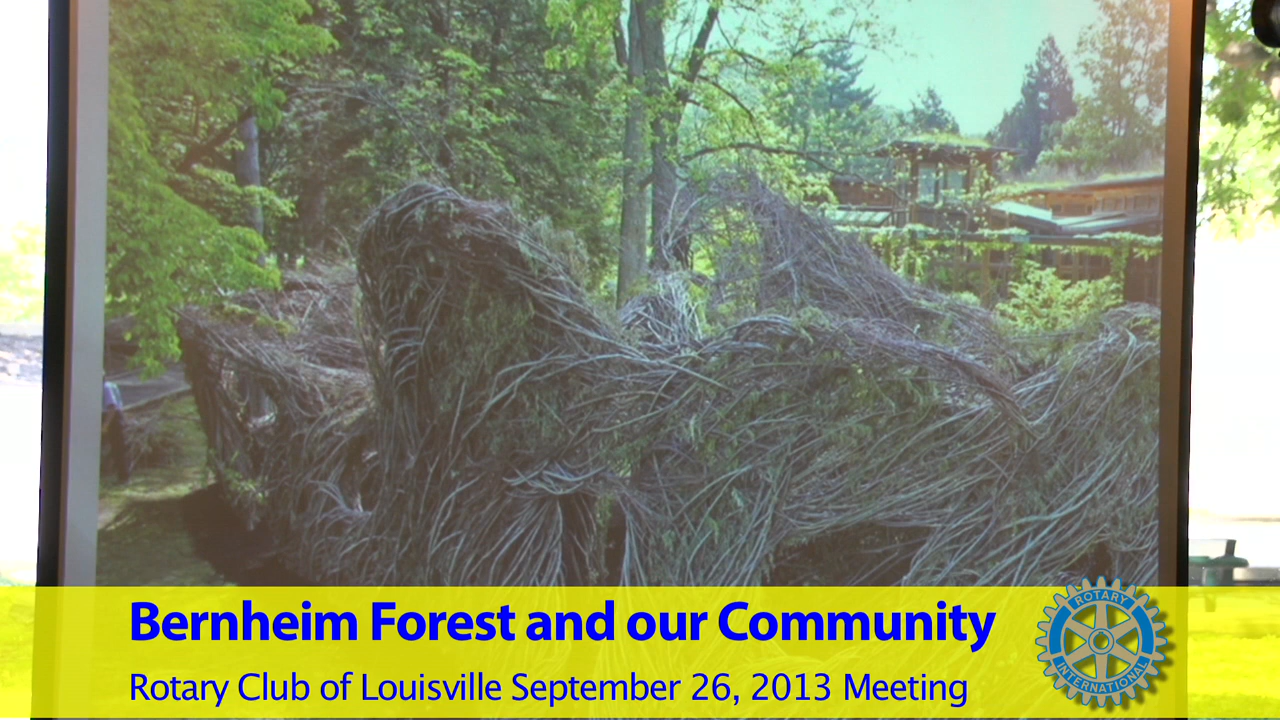 Bernheim Forest and our Community
Rotary Club of Louisville September 26, 2013 Meeting
ROTARY
INTERNATIONAL